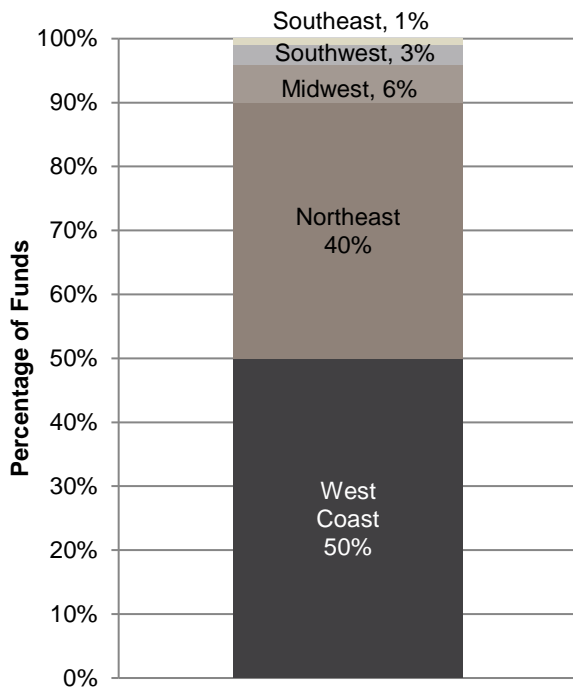 Southeast, 1%
100%
Southwest, 3%
Midwest, 6%
90%
80%
70%
Northeast
40%
60%
50%
40%
30%
West
Coast
50%
20%
10%
0%
Percentage of Funds